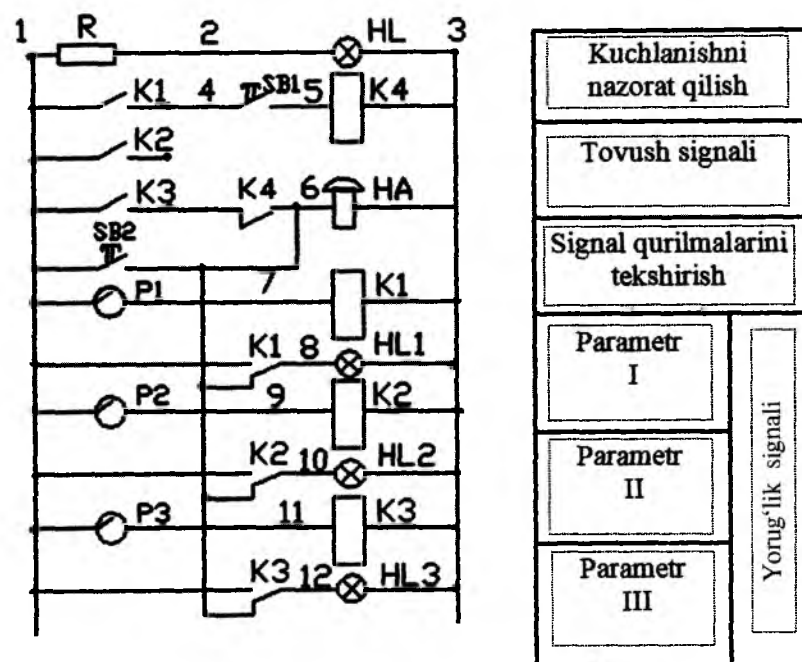 1 R 2 HL 3
K1 4 SB1 5 K4
K2
K3 K4 6 HA
SB2
7
P1 K1
K1 8 HL1
P2 9 K2
K2 10 HL2
P3 11 K3
K3 12 HL3
Kuchlanishni
nazorat qilish
Tovush signali
Signal qurilmalarini
tekshirish
Parametr
I
Parametr
II
Parametr
III
Yorug‘lik signali